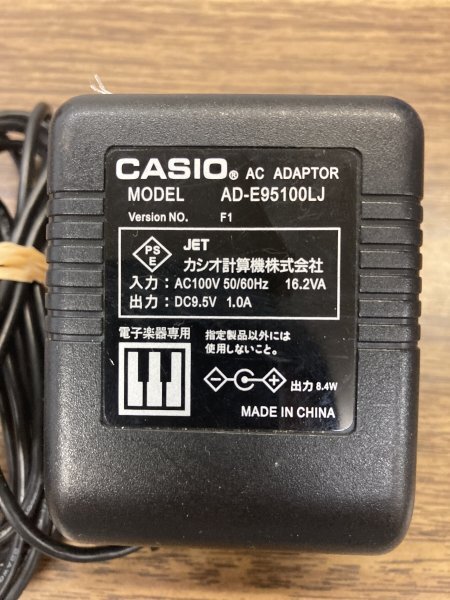 CASIO® AC ADAPTOR
MODEL AD-E95100LJ
Version NO. F1
PS
E
JET
カシオ計算機株式会社
入力：AC100V 50/60Hz 16.2VA
出力：DC9.5V 1.0A
電子楽器専用
指定製品以外には
使用しないこと。
出力 8.4W
MADE IN CHINA